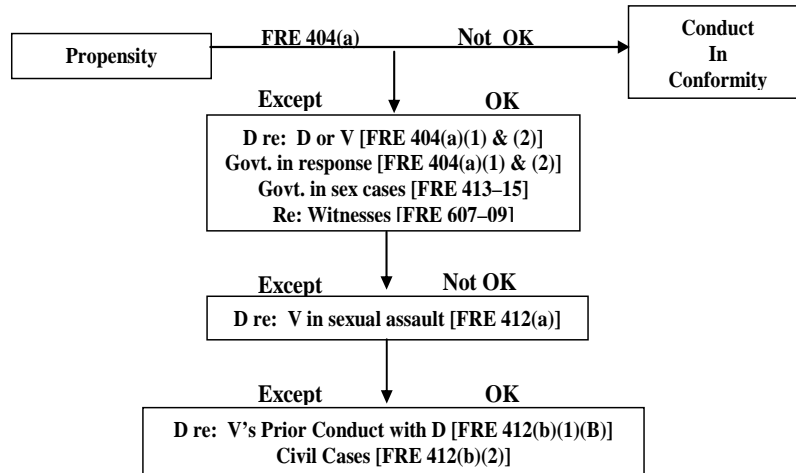 FRE 404(a) Not OK
Propensity
Conduct
In
Conformity
Except OK
D re: D or V [FRE 404(a)(1) & (2)]
Govt. in response [FRE 404(a)(1) & (2)]
Govt. in sex cases [FRE 413–15]
Re: Witnesses [FRE 607–09]
Except Not OK
D re: V in sexual assault [FRE 412(a)]
Except OK
D re: V’s Prior Conduct with D [FRE 412(b)(1)(B)]
Civil Cases [FRE 412(b)(2)]